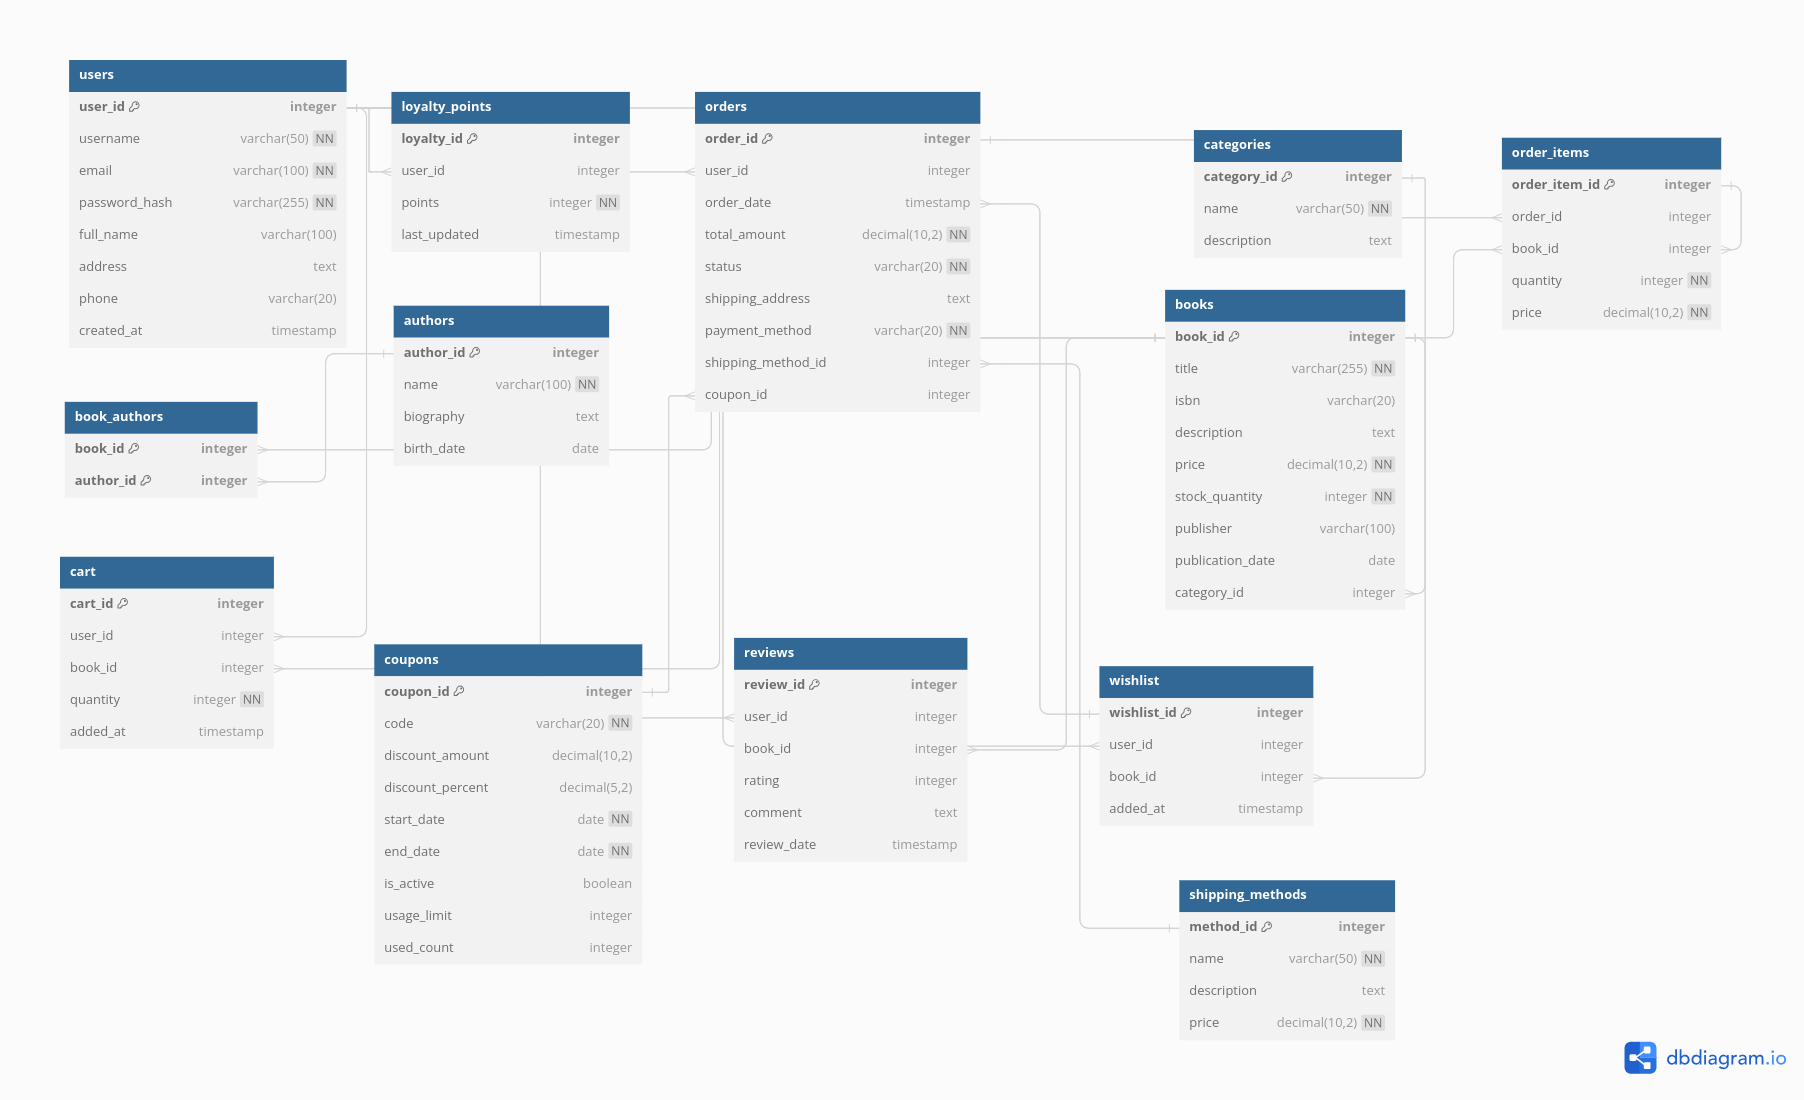 users
user_id integer
username varchar(50) NN
email varchar(100) NN
password_hash varchar(255) NN
full_name varchar(100)
address text
phone varchar(20)
created_at timestamp
loyalty_points
loyalty_id integer
user_id integer
points integer NN
last_updated timestamp
orders
order_id integer
user_id integer
order_date timestamp
total_amount decimal(10,2) NN
status varchar(20) NN
shipping_address text
payment_method varchar(20) NN
shipping_method_id integer
coupon_id integer
categories
category_id integer
name varchar(50) NN
description text
order_items
order_item_id integer
order_id integer
book_id integer
quantity integer NN
price decimal(10,2) NN
authors
author_id integer
name varchar(100) NN
biography text
birth_date date
books
book_id integer
title varchar(255) NN
isbn varchar(20)
description text
price decimal(10,2) NN
stock_quantity integer NN
publisher varchar(100)
publication_date date
category_id integer
book_authors
book_id integer
author_id integer
cart
cart_id integer
user_id integer
book_id integer
quantity integer NN
added_at timestamp
coupons
coupon_id integer
code varchar(20) NN
discount_amount decimal(10,2)
discount_percent decimal(5,2)
start_date date NN
end_date date NN
is_active boolean
usage_limit integer
used_count integer
reviews
review_id integer
user_id integer
book_id integer
rating integer
comment text
review_date timestamp
wishlist
wishlist_id integer
user_id integer
book_id integer
added_at timestamp
shipping_methods
method_id integer
name varchar(50) NN
description text
price decimal(10,2) NN
dbdiagram.io